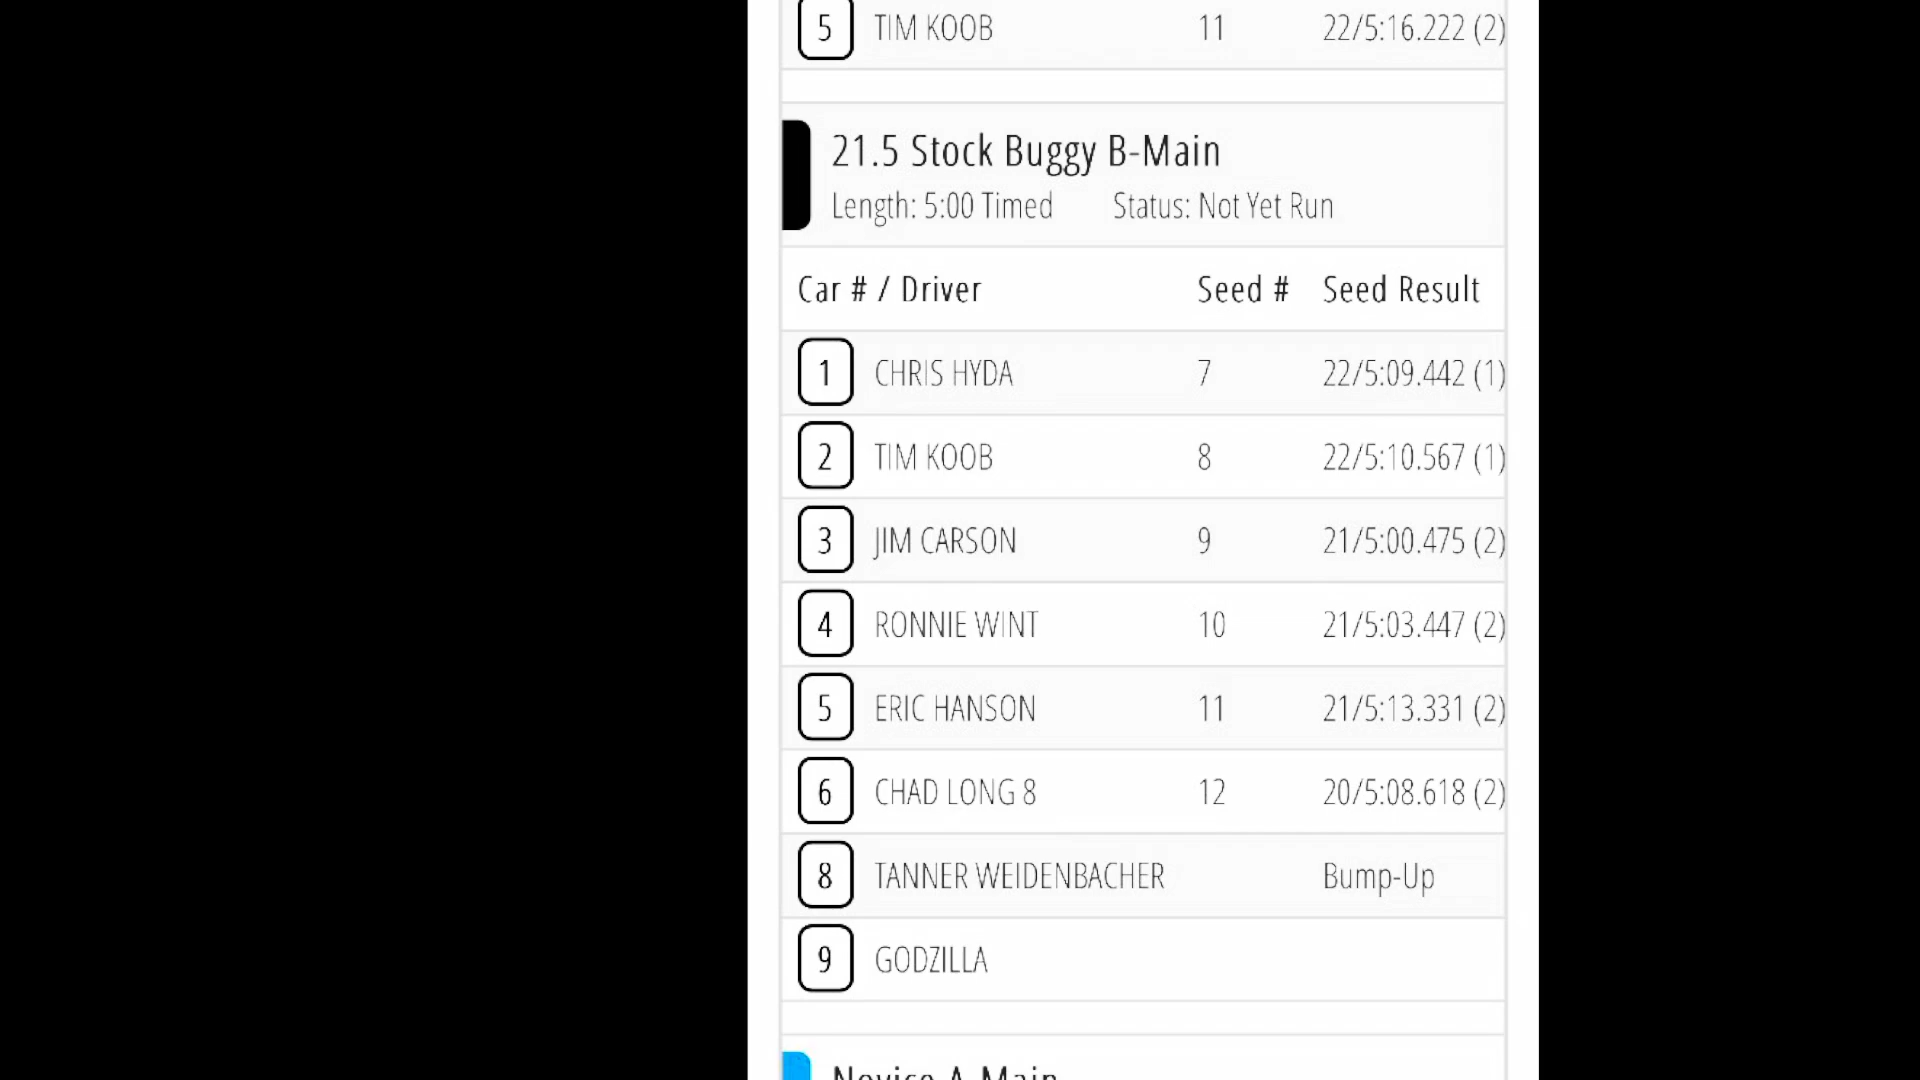 5 TIM KOOB 11 22/5:16.222 (2)
21.5 Stock Buggy B-Main
Length: 5:00 Timed Status: Not Yet Run
Car # / Driver Seed # Seed Result
1 CHRIS HYDA 7 22/5:09.442 (1)
2 TIM KOOB 8 22/5:10.567 (1)
3 JIM CARSON 9 21/5:00.475 (2)
4 RONNIE WINT 10 21/5:03.447 (2)
5 ERIC HANSON 11 21/5:13.331 (2)
6 CHAD LONG 8 12 20/5:08.618 (2)
8 TANNER WEIDENBACHER Bump-Up
9 GODZILLA
Novice A-Main